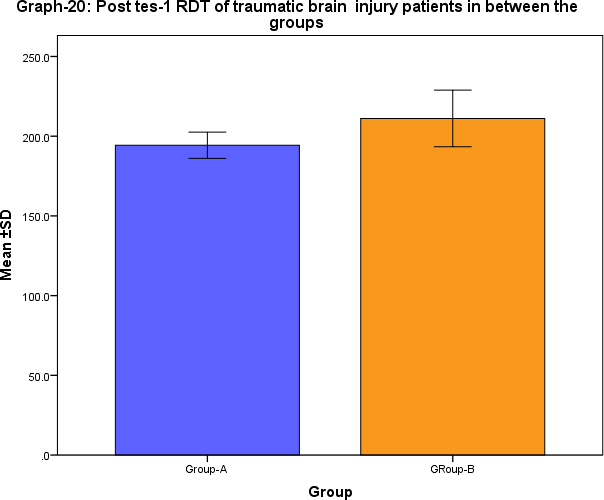 Graph-20: Post tes-1 RDT of traumatic brain  injury patients in between the
groups
250.0
200.0
150.0
100.0
50.0
.0
Mean ±SD
Group-A
GRoup-B
Group